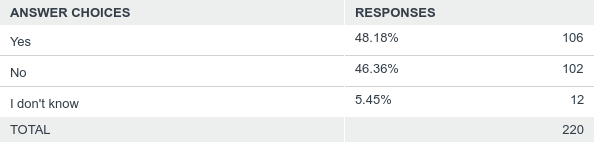 ANSWER CHOICES RESPONSES
Yes 48.18% 106
No 46.36% 102
I don't know 5.45% 12
TOTAL 220